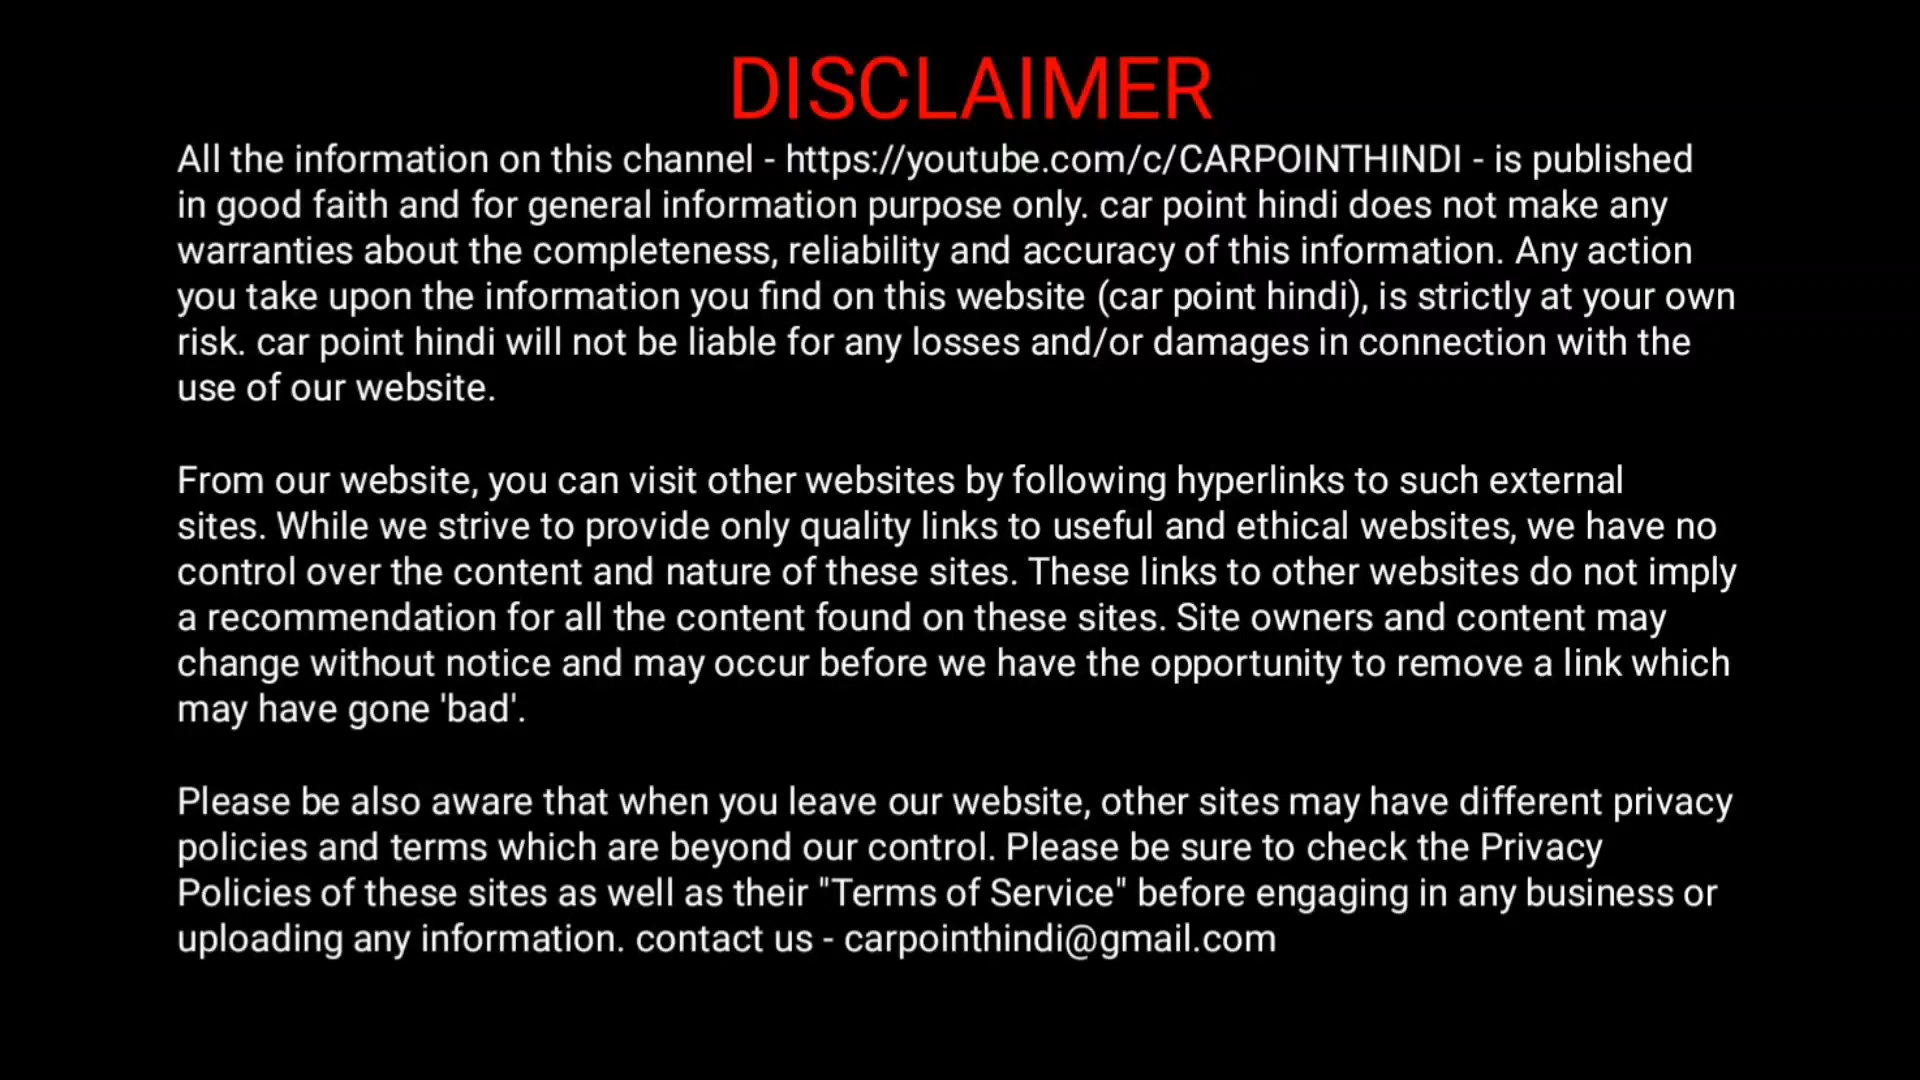 DISCLAIMER
All the information on this channel - https://youtube.com/c/CARPOINTHINDI - is published
in good faith and for general information purpose only. car point hindi does not make any
warranties about the completeness, reliability and accuracy of this information. Any action
you take upon the information you find on this website (car point hindi), is strictly at your own
risk. car point hindi will not be liable for any losses and/or damages in connection with the
use of our website.
From our website, you can visit other websites by following hyperlinks to such external
sites. While we strive to provide only quality links to useful and ethical websites, we have no
control over the content and nature of these sites. These links to other websites do not imply
a recommendation for all the content found on these sites. Site owners and content may
change without notice and may occur before we have the opportunity to remove a link which
may have gone 'bad'.
Please be also aware that when you leave our website, other sites may have different privacy
policies and terms which are beyond our control. Please be sure to check the Privacy
Policies of these sites as well as their "Terms of Service" before engaging in any business or
uploading any information. contact us - carpointhindi@gmail.com